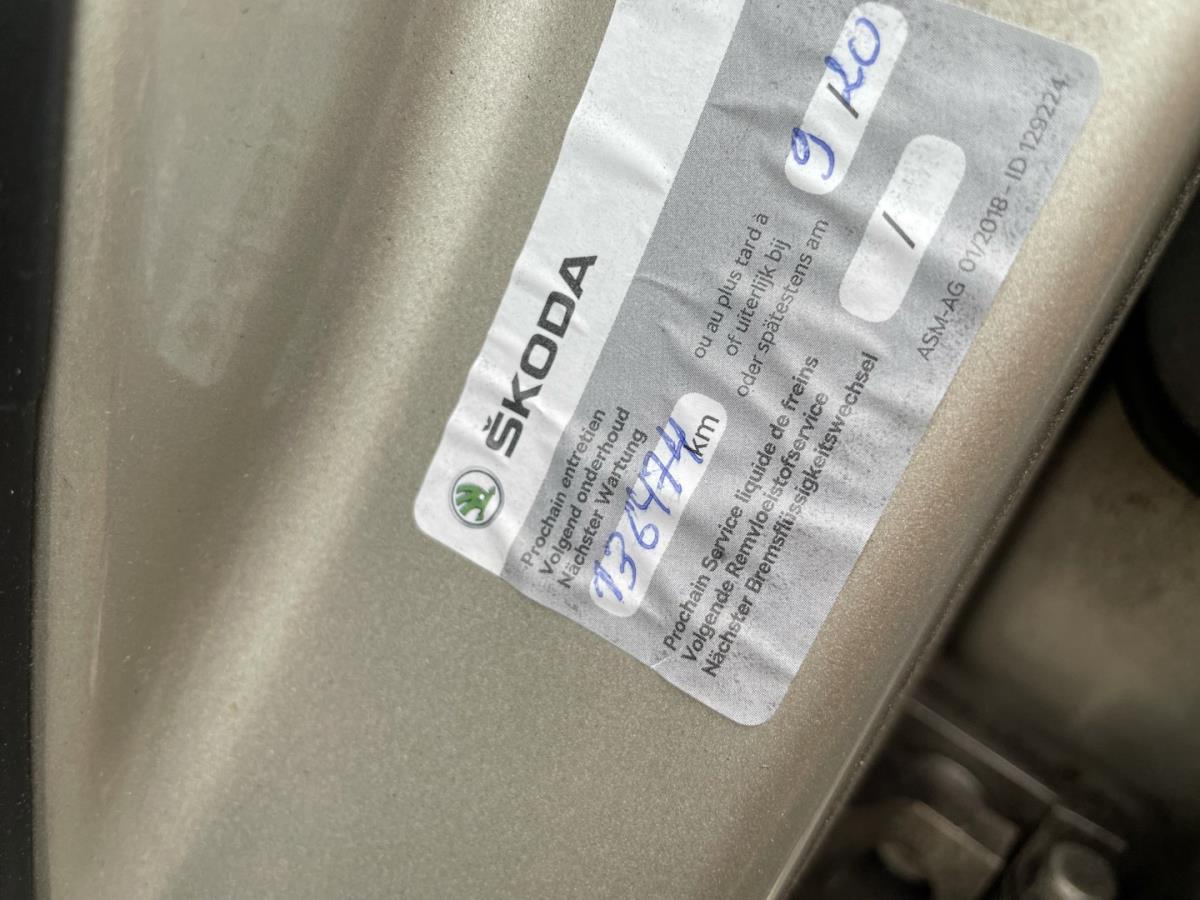 ŠKODA
Prochain entretien
Volgend onderhoud
Nächster Wartung
136474 km
ou au plus tard à
of uiterlijk bij
oder spätestens am
9/20
Prochain Service liquide de freins
Volgende Remvloeistofservice
Nächster Bremsflüssigkeitswechsel
/
ASM-AG 01/2018-ID 129224